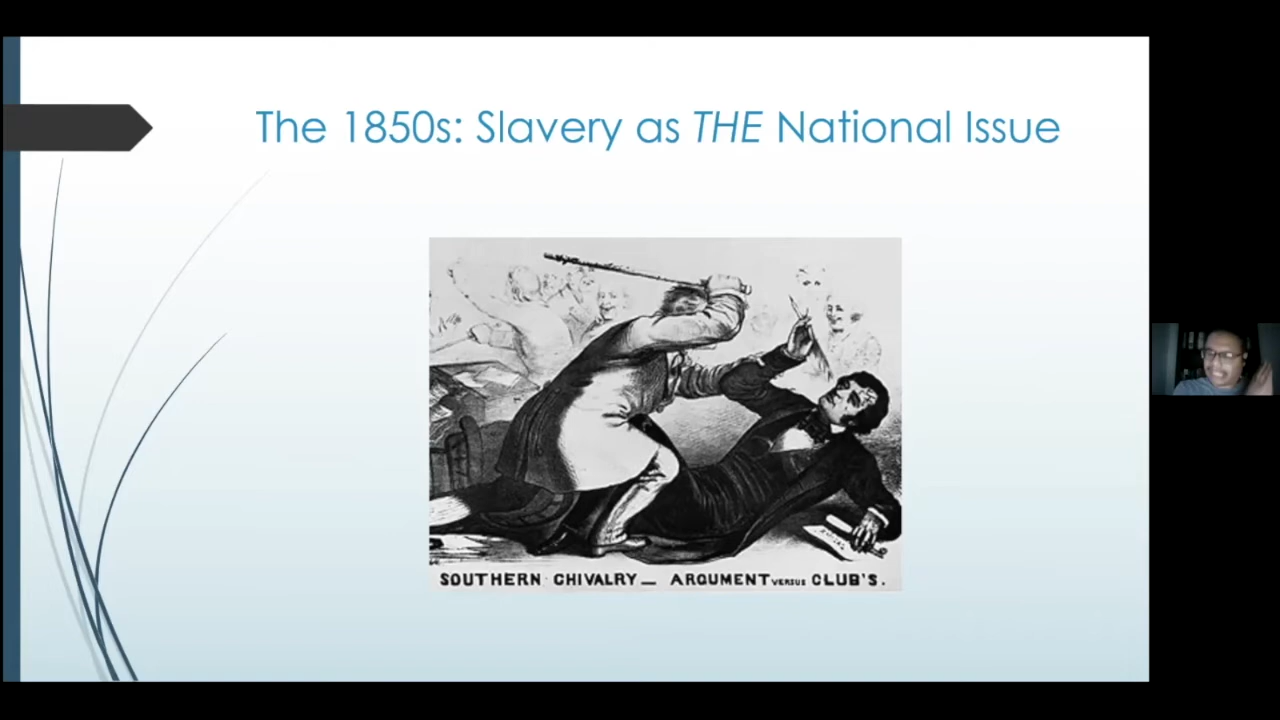 The 1850s: Slavery as THE National Issue
SOUTHERN CHIVALRY — ARGUMENT VERSUS CLUB'S.